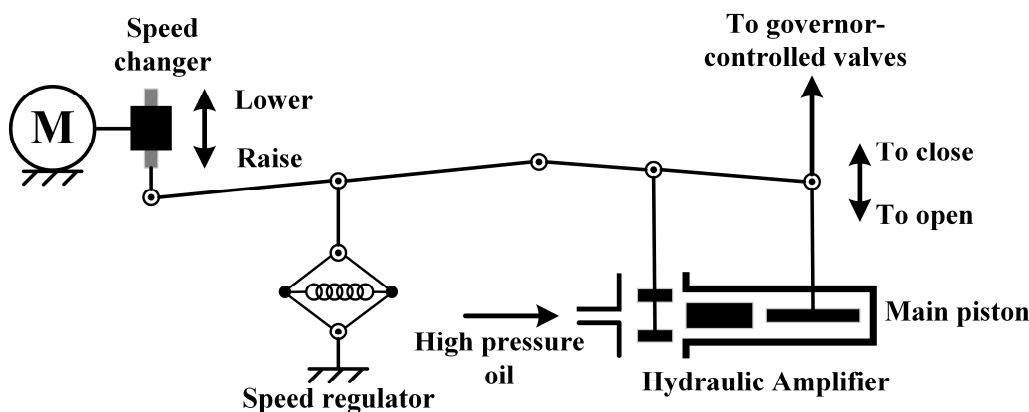 Speed
changer
M
Lower
Raise
To governor-
controlled valves
To close
To open
High pressure
oil
Main piston
Speed regulator
Hydraulic Amplifier